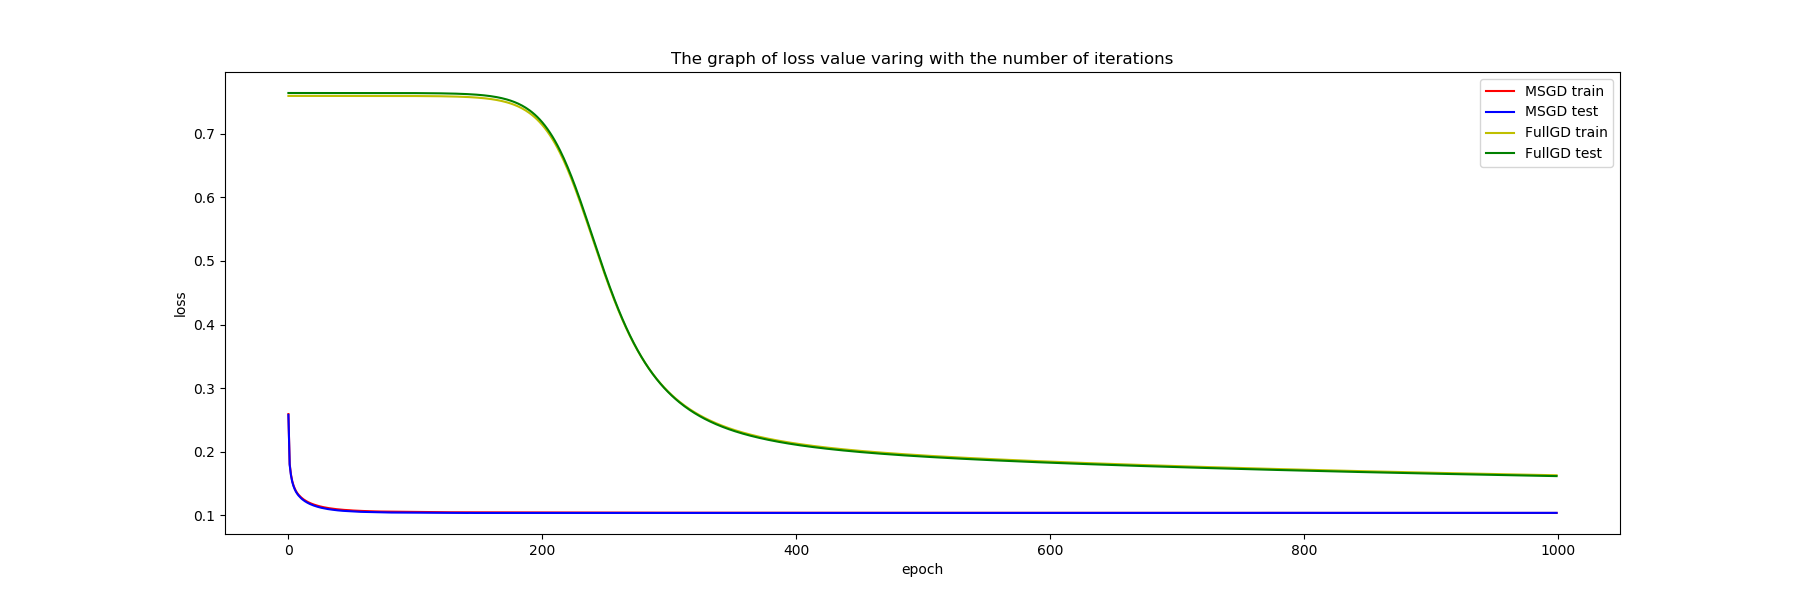 The graph of loss value varing with the number of iterations
MSGD train
MSGD test
FullGD train
FullGD test
0.7
0.6
0.5
0.4
0.3
0.2
0.1
loss
0 200 400 600 800 1000
epoch